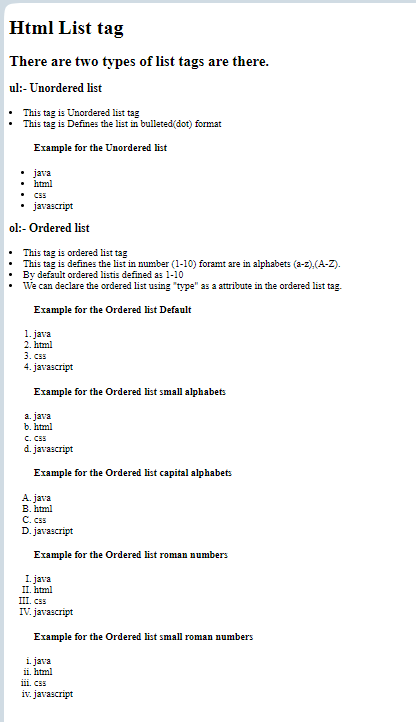 Html List tag
There are two types of list tags are there.
ul:- Unordered list
• This tag is Unordered list tag
• This tag is Defines the list in bulleted(dot) format
Example for the Unordered list
• java
• html
• css
• javascript
ol:- Ordered list
• This tag is ordered list tag
• This tag is defines the list in number (1-10) foramt are in alphabets (a-z),(A-Z).
• By default ordered listis defined as 1-10
• We can declare the ordered list using "type" as a attribute in the ordered list tag.
Example for the Ordered list Default
1. java
2. html
3. css
4. javascript
Example for the Ordered list small alphabets
a. java
b. html
c. css
d. javascript
Example for the Ordered list capital alphabets
A. java
B. html
C. css
D. javascript
Example for the Ordered list roman numbers
I. java
II. html
III. css
IV. javascript
Example for the Ordered list small roman numbers
i. java
ii. html
iii. css
iv. javascript